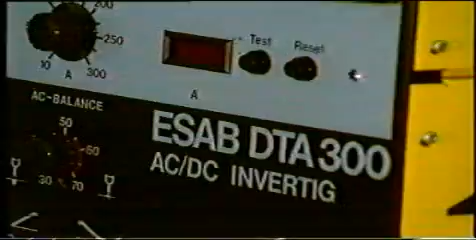 200
250
10 A 300
Test Reset
A
AC-BALANCE
50
60
30 70
ESAB DTA 300
AC/DC INVERTIG